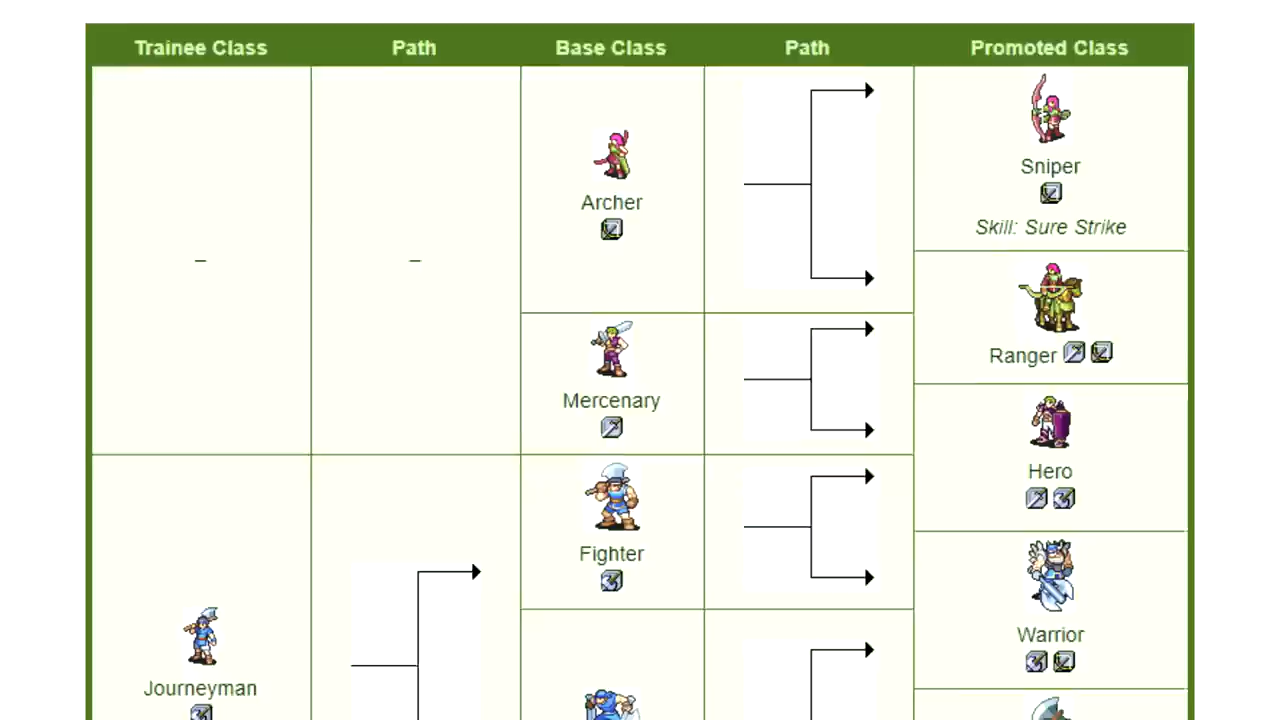 Trainee Class Path Base Class Path Promoted Class
Sniper
Archer
Skill: Sure Strike
– –
Ranger
Mercenary
Hero
Fighter
Warrior
Journeyman